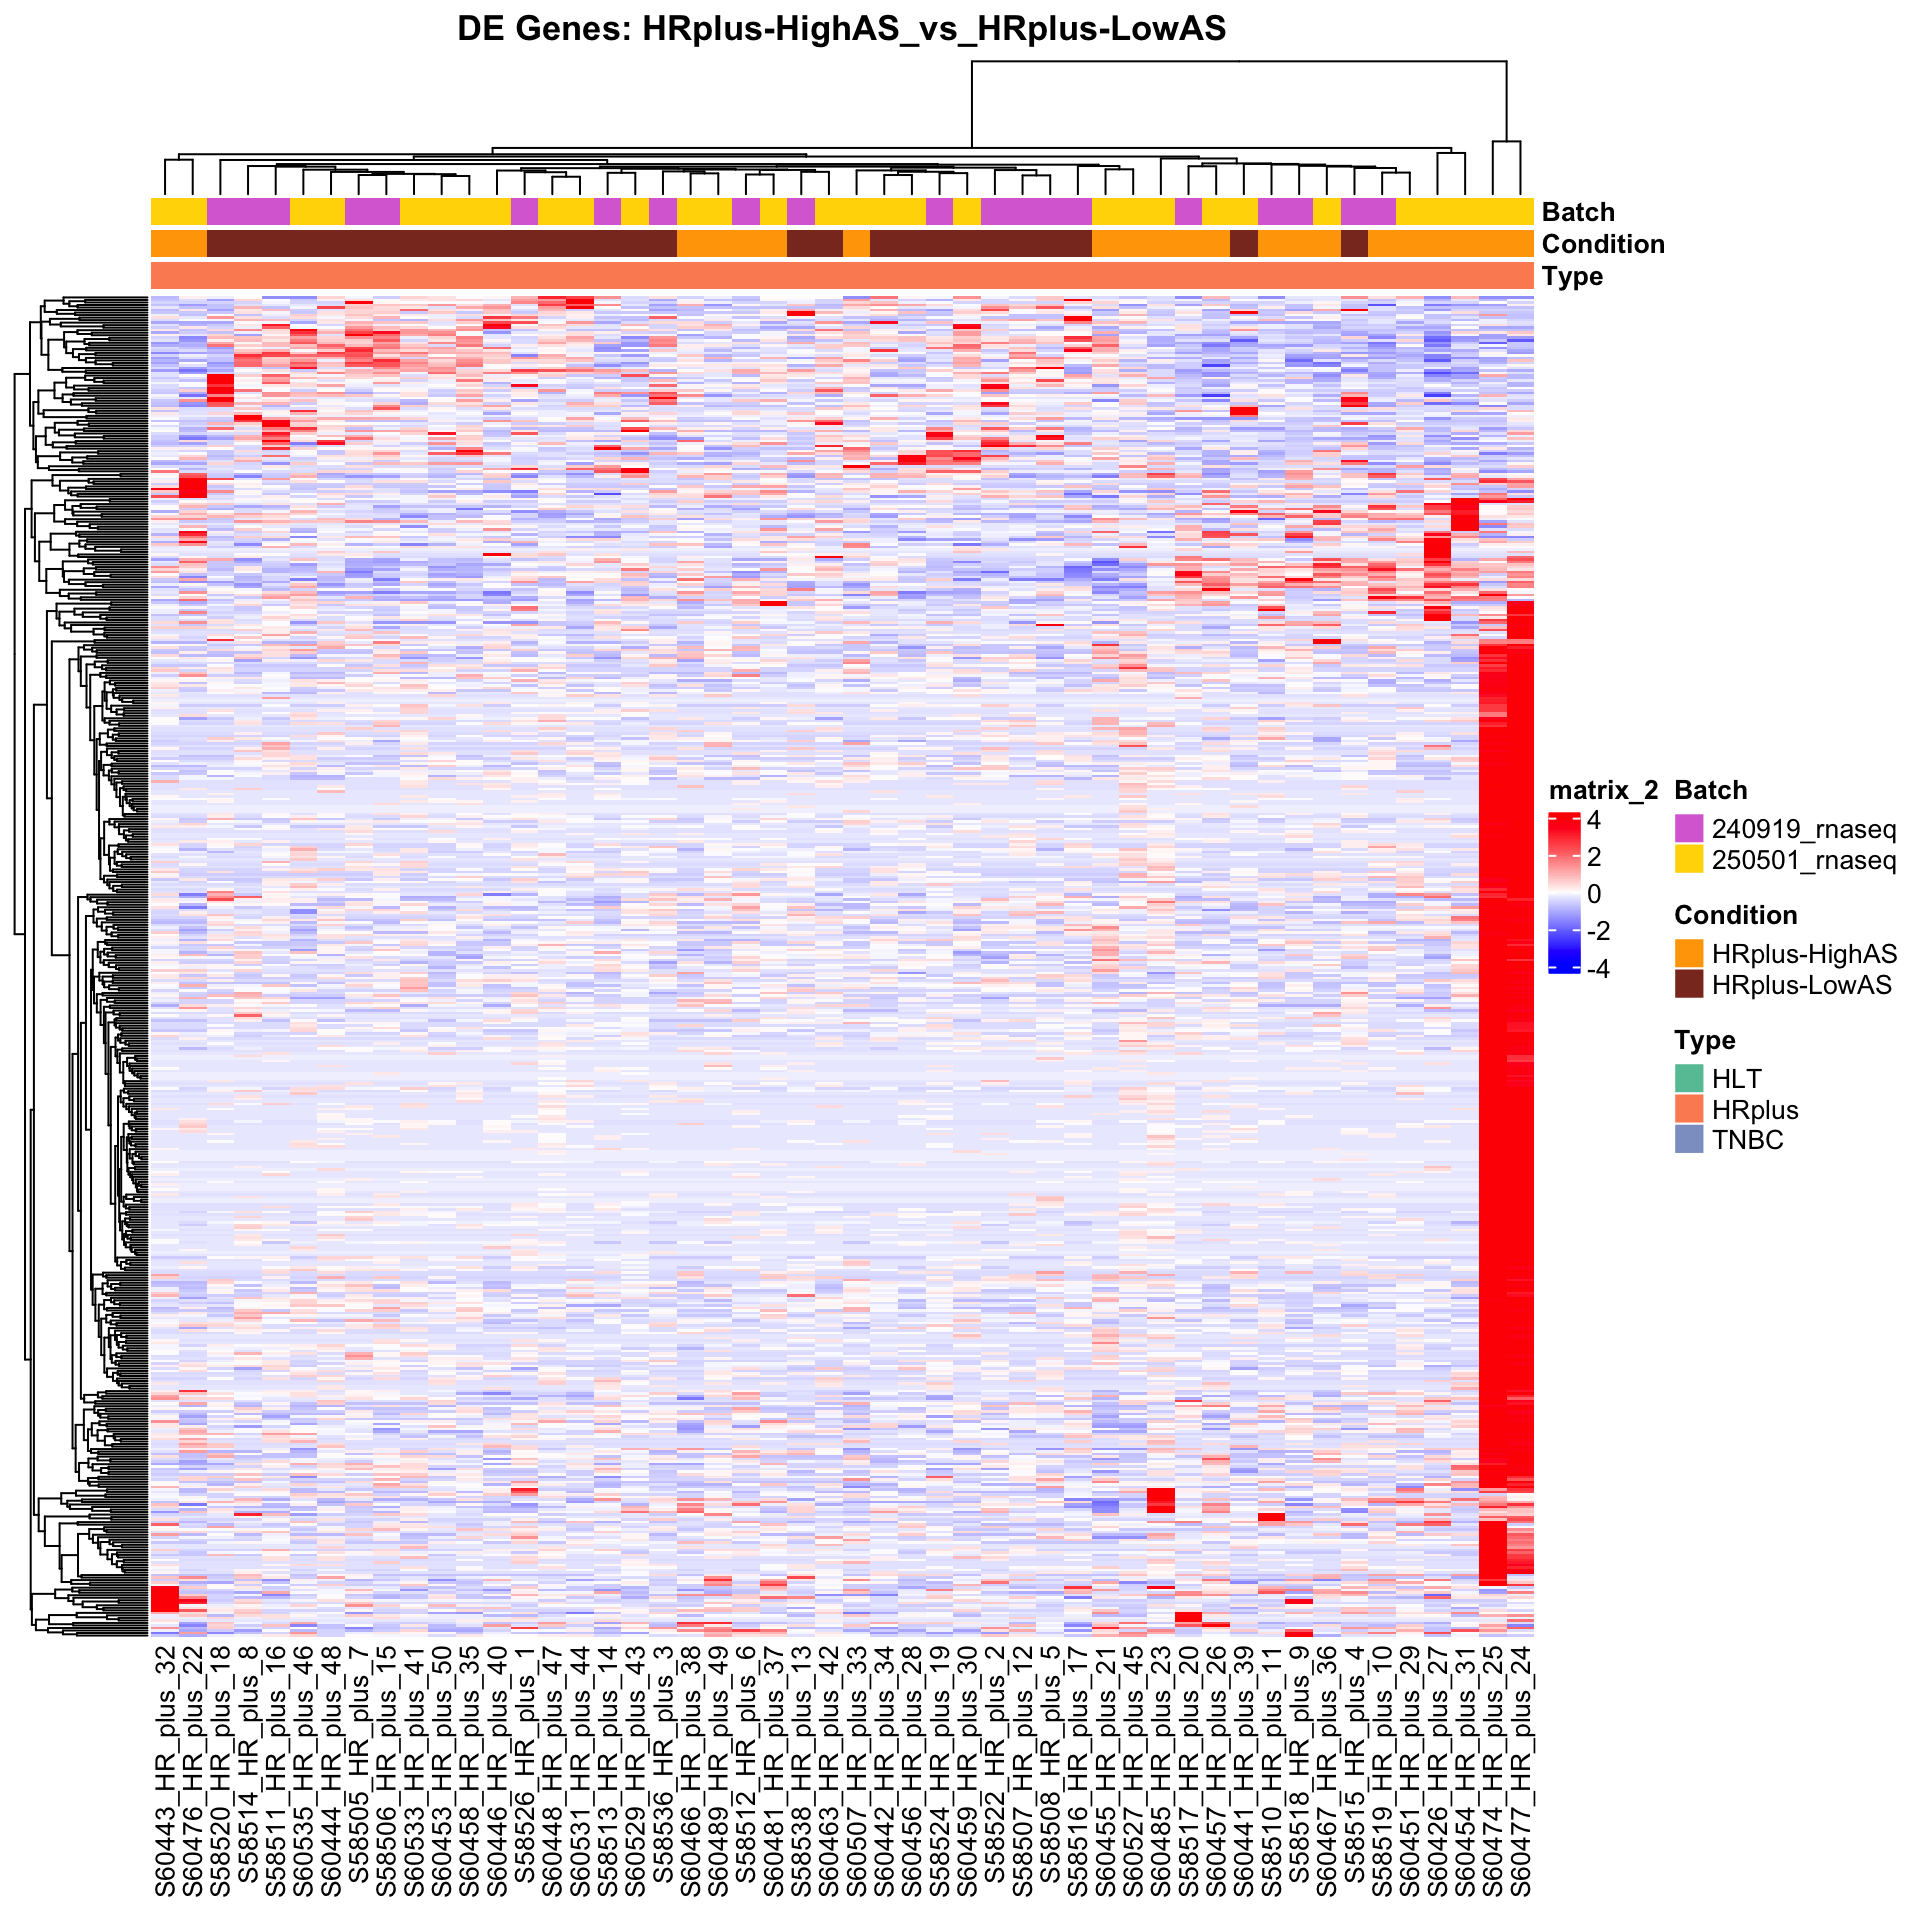 DE Genes: HRplus-HighAS_vs_HRplus-LowAS
Batch
Condition
Type
matrix_2
4
2
0
-2
-4
Batch
240919_rnaseq
250501_rnaseq
Condition
HRplus-HighAS
HRplus-LowAS
Type
HLT
HRplus
TNBC
S60443_HR_plus_32
S60476_HR_plus_22
S58520_HR_plus_18
S58514_HR_plus_8
S58511_HR_plus_16
S60535_HR_plus_46
S60444_HR_plus_48
S58505_HR_plus_7
S58506_HR_plus_15
S60533_HR_plus_41
S60453_HR_plus_50
S60458_HR_plus_35
S60446_HR_plus_40
S58526_HR_plus_1
S60448_HR_plus_47
S60531_HR_plus_44
S58513_HR_plus_14
S60529_HR_plus_43
S58536_HR_plus_3
S60466_HR_plus_38
S60489_HR_plus_49
S58512_HR_plus_6
S60481_HR_plus_37
S58538_HR_plus_13
S60463_HR_plus_42
S60507_HR_plus_33
S60442_HR_plus_34
S60456_HR_plus_28
S58524_HR_plus_19
S60459_HR_plus_30
S58522_HR_plus_2
S58507_HR_plus_12
S58508_HR_plus_5
S58516_HR_plus_17
S60455_HR_plus_21
S60527_HR_plus_45
S60485_HR_plus_23
S58517_HR_plus_20
S60457_HR_plus_26
S60441_HR_plus_39
S58510_HR_plus_11
S58518_HR_plus_9
S60467_HR_plus_36
S58515_HR_plus_4
S58519_HR_plus_10
S60451_HR_plus_29
S60426_HR_plus_27
S60454_HR_plus_31
S60474_HR_plus_25
S60477_HR_plus_24